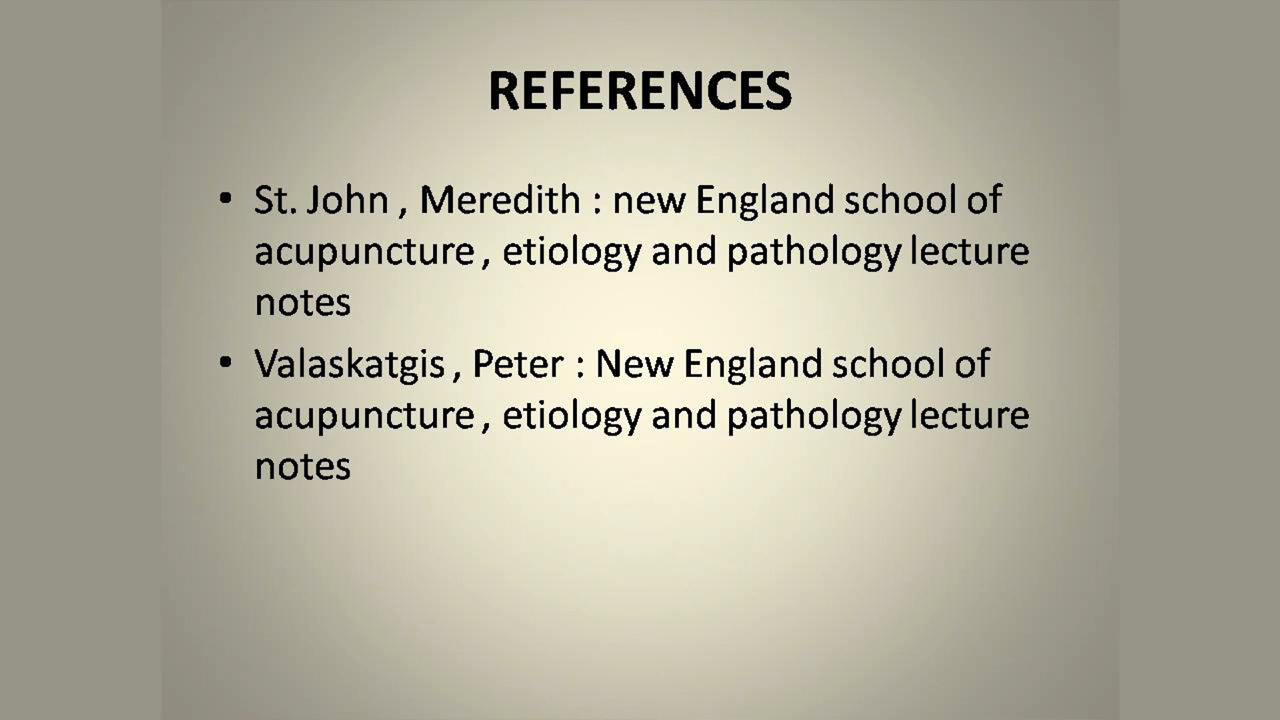 REFERENCES
• St. John , Meredith : new England school of
acupuncture , etiology and pathology lecture
notes
• Valaskatgis , Peter : New England school of
acupuncture , etiology and pathology lecture
notes